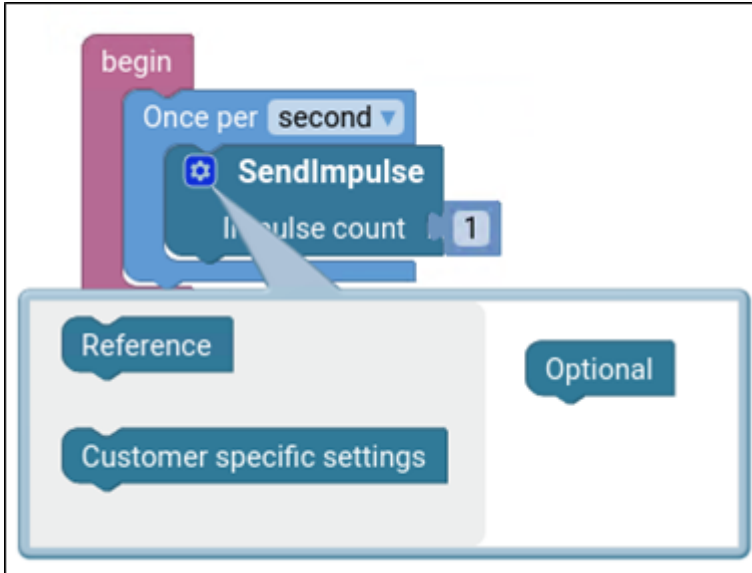 begin
Once per second
SendImpulse
Impulse count 1
Reference
Optional
Customer specific settings